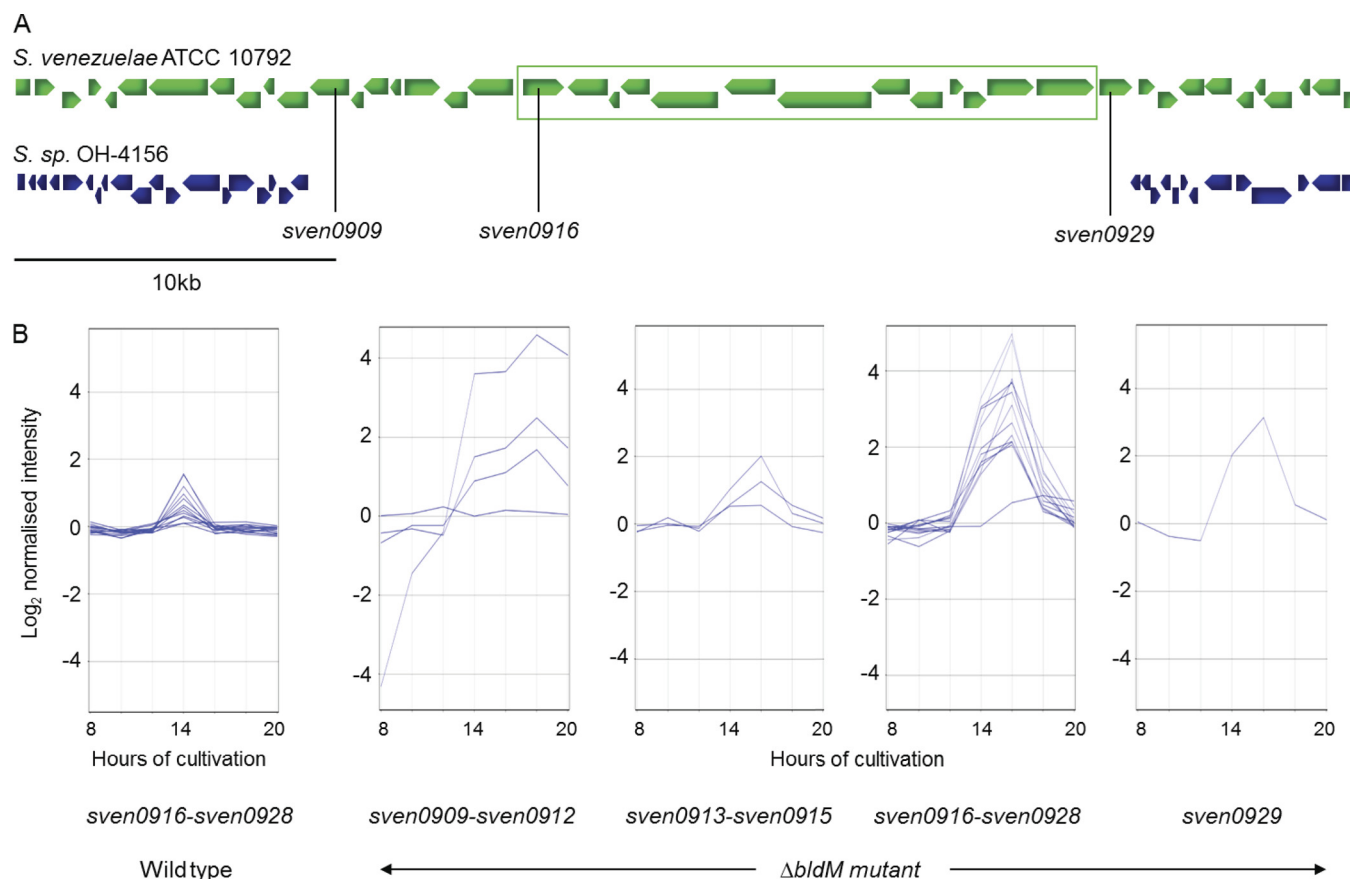 A
S. venezuelae ATCC 10792
S. sp. OH-4156
sven0909
sven0916
sven0929
10kb
B
Log2 normalised intensity
4
2
0
-2
-4
8
14
20
4
2
0
-2
-4
8
14
20
4
2
0
-2
-4
8
14
20
4
2
0
-2
-4
8
14
20
4
2
0
-2
-4
8
14
20
Hours of cultivation
Hours of cultivation
sven0916-sven0928
sven0909-sven0912
sven0913-sven0915
sven0916-sven0928
sven0929
Wild type
ΔbldM mutant